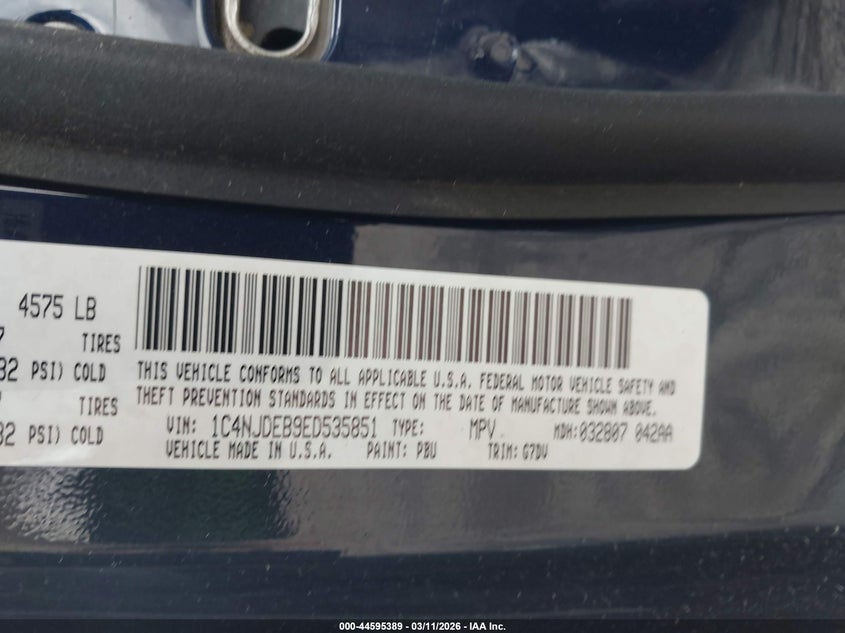 4575 LB
TIRES
32 PSI) COLD
TIRES
32 PSI) COLD
THIS VEHICLE CONFORMS TO ALL APPLICABLE U.S.A. FEDERAL MOTOR VEHICLE SAFETY AND
THEFT PREVENTION STANDARDS IN EFFECT ON THE DATE OF MANUFACTURE SHOWN ABOVE.
VIN: 1C4NJDEB9ED535851 TYPE: MPV MDH:032807 042AA
VEHICLE MADE IN U.S.A. PAINT: PBU TRIM: G7DV
000-44595389 - 03/11/2026 - IAA Inc.